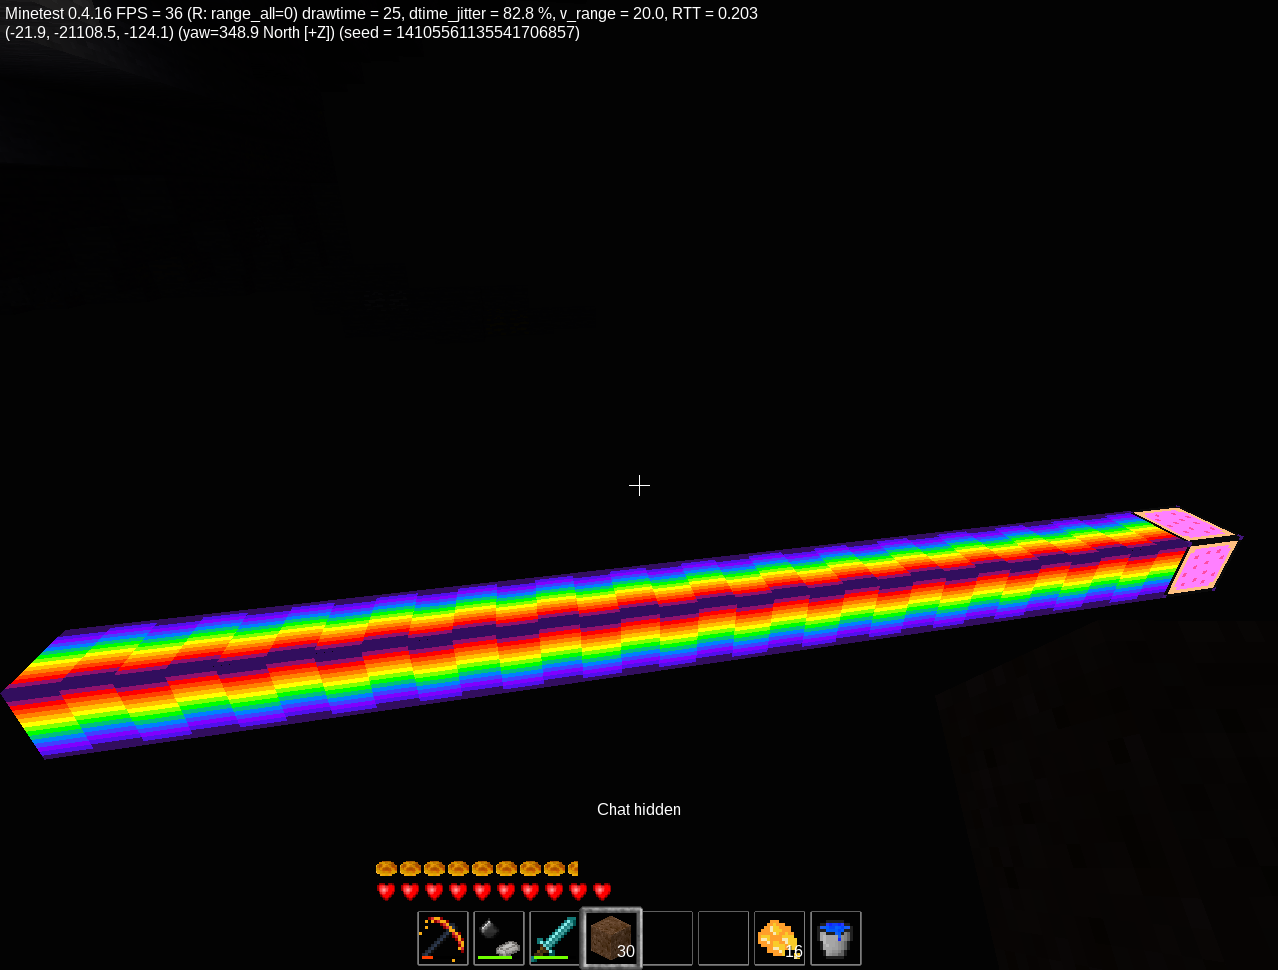 Minetest 0.4.16 FPS = 36 (R: range_all=0) drawtime = 25, dtime_jitter = 82.8 %, v_range = 20.0, RTT = 0.203
(-21.9, -21108.5, -124.1) (yaw=348.9 North [+Z]) (seed = 14105561135541706857)
Chat hidden
30
16